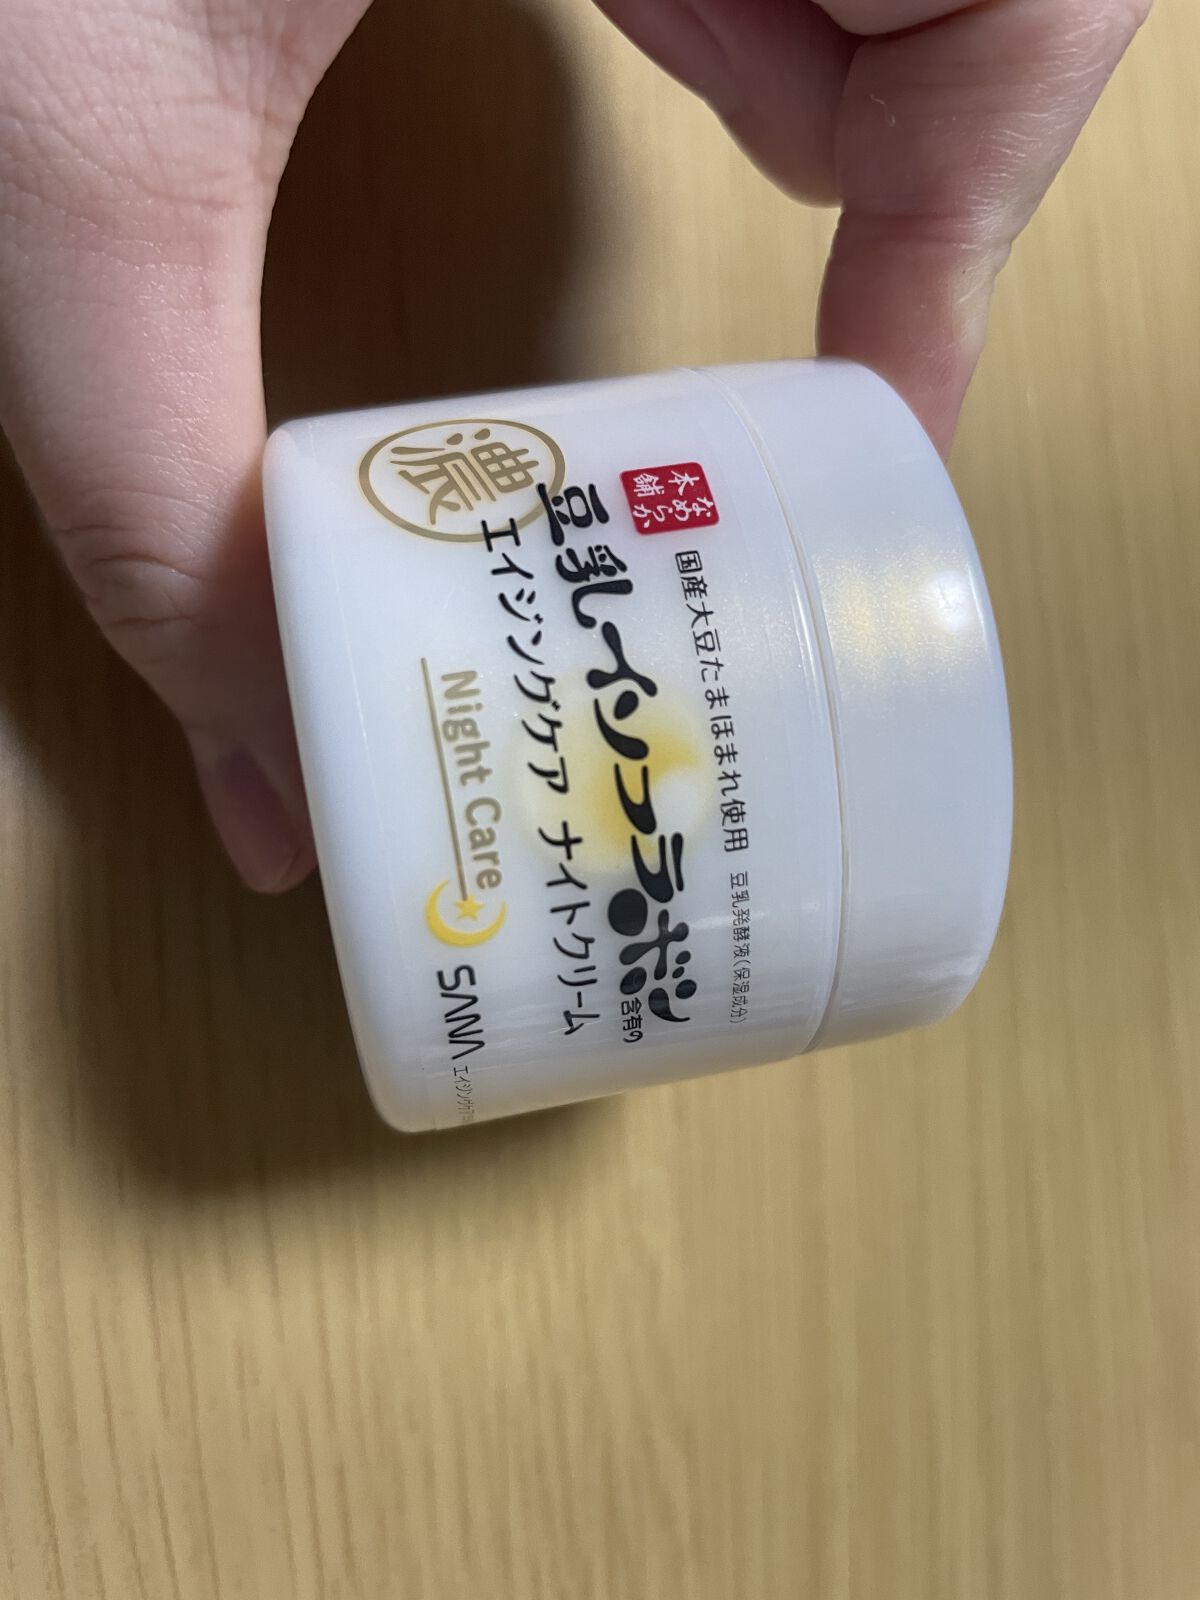 なめらか
本舗
国産大豆たまほまれ使用 豆乳発酵液(保湿成分)
豆乳イソフラボン含有の
濃
エイジングケア ナイトクリーム
Night Care
SANA